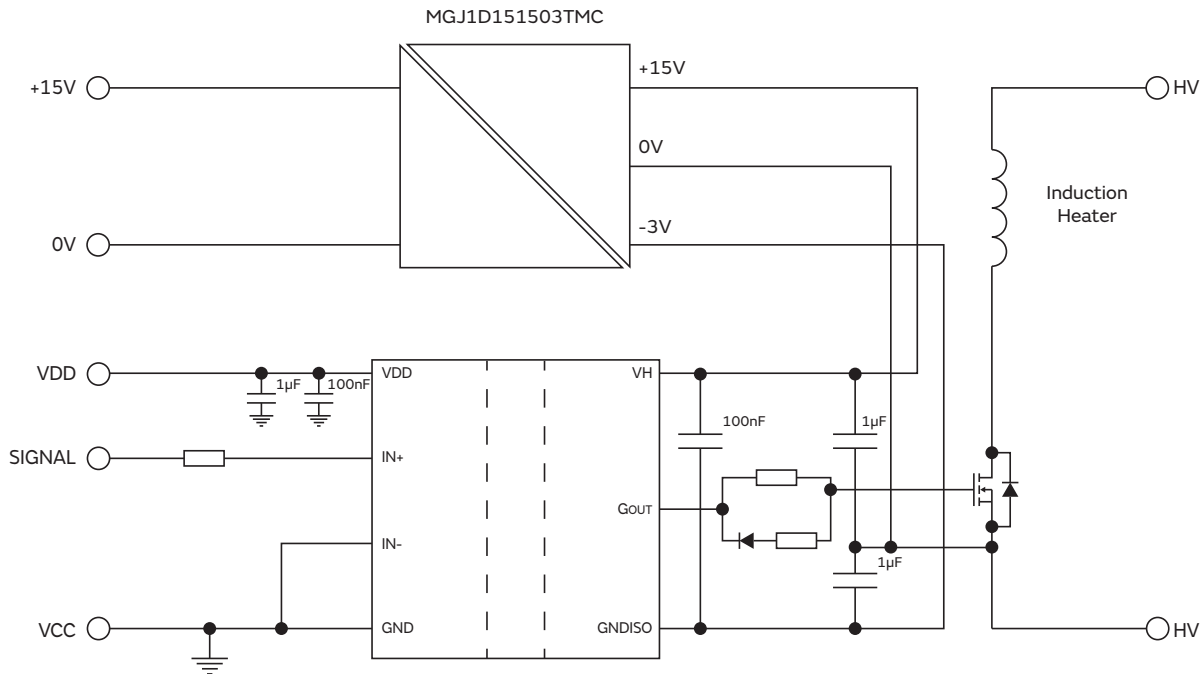 MGJ1D151503TMC
+15V
+15V
HV
0V
Induction
Heater
0V
-3V
VDD
1µF
100nF
VDD
VH
100nF
1µF
SIGNAL
IN+
GOUT
IN-
1µF
VCC
GND
GNDISO
HV